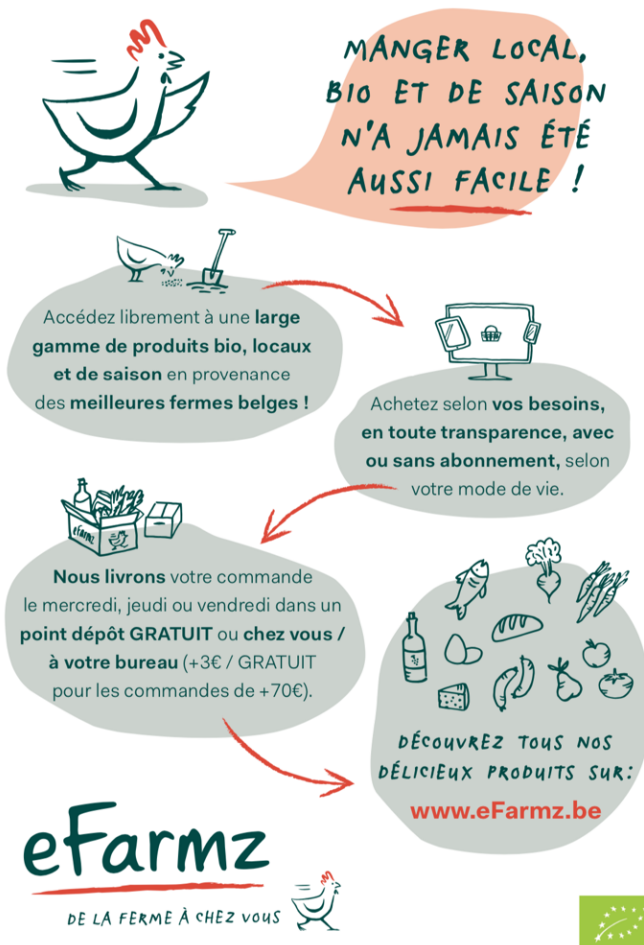 MANGER LOCAL,
BIO ET DE SAISON
N'A JAMAIS ÉTÉ
AUSSI FACILE !
Accédez librement à une large
gamme de produits bio, locaux
et de saison en provenance
des meilleures fermes belges !
Achetez selon vos besoins,
en toute transparence, avec
ou sans abonnement, selon
votre mode de vie.
eFarmz
Nous livrons votre commande
le mercredi, jeudi ou vendredi dans un
point dépôt GRATUIT ou chez vous /
à votre bureau (+3€ / GRATUIT
pour les commandes de +70€).
DÉCOUVREZ TOUS NOS
DÉLICIEUX PRODUITS SUR:
www.eFarmz.be
eFarmz
DE LA FERME À CHEZ VOUS